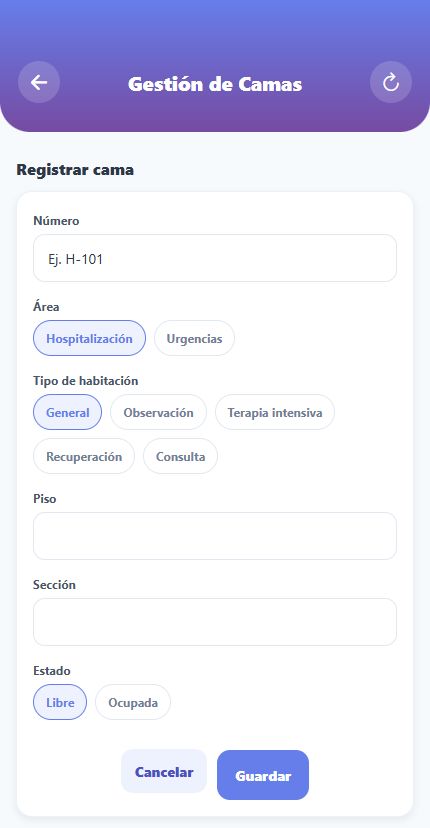 Gestión de Camas
Registrar cama
Número
Ej. H-101
Área
Hospitalización Urgencias
Tipo de habitación
General Observación Terapia intensiva
Recuperación Consulta
Piso
Sección
Estado
Libre Ocupada
Cancelar Guardar